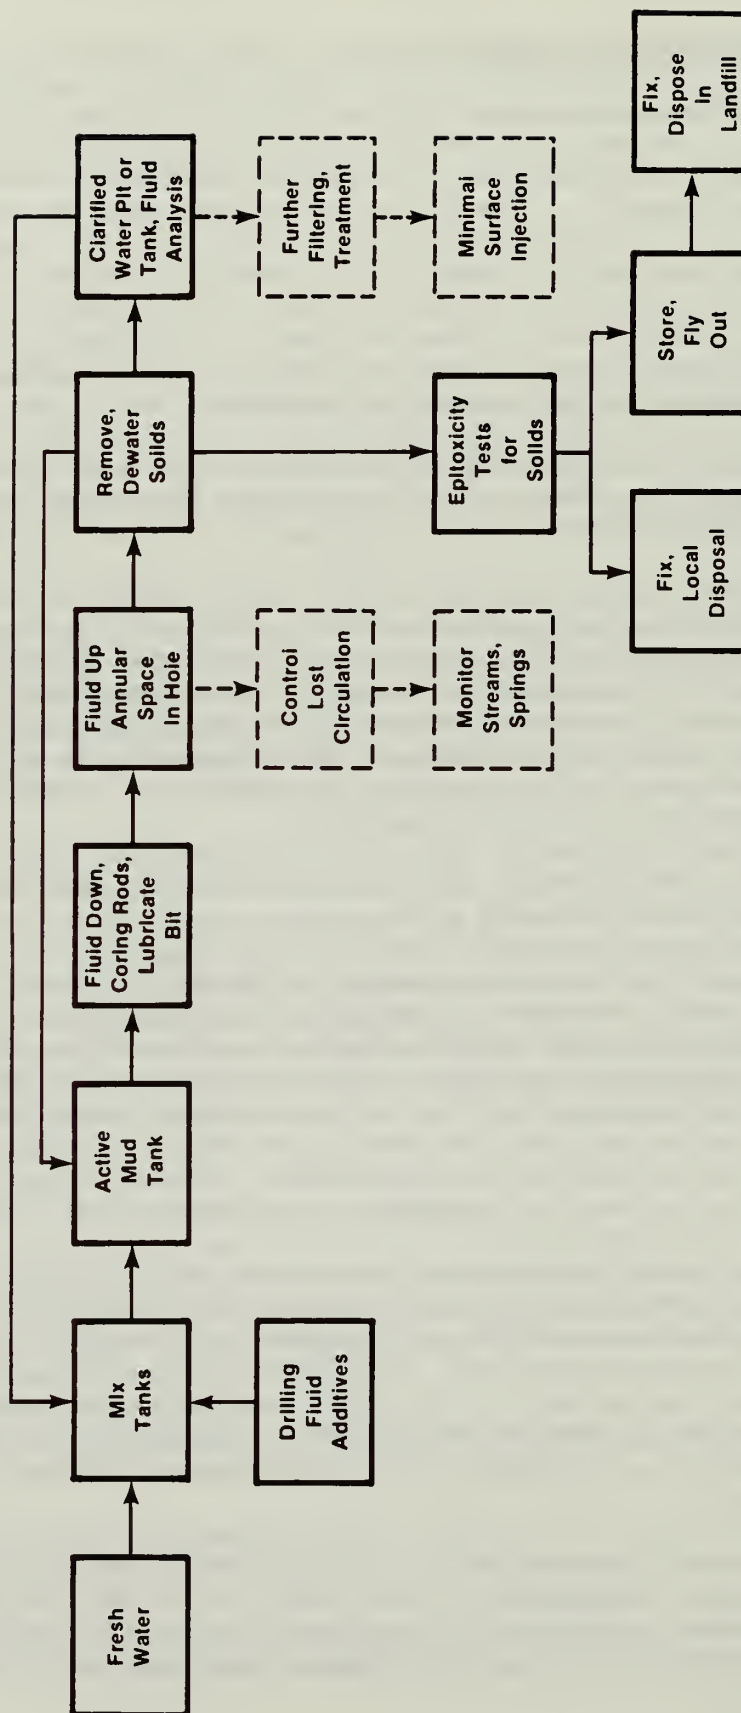 Fresh
Water
Mix
Tanks
Drilling
Fluid
Additives
Active
Mud
Tank
Fluid Down,
Coring Rods,
Lubricate
Bit
Fluid Up
Annular
Space
In Hole
Control
Lost
Circulation
Monitor
Streams,
Springs
Remove,
Dewater
Solids
Epitoxicity
Tests
for
Solids
Clarified
Water Pit or
Tank, Fluid
Analysis
Further
Filtering,
Treatment
Minimal
Surface
Injection
Fix,
Local
Disposal
Store,
Fly
Out
Fix,
Dispose
In
Landfill